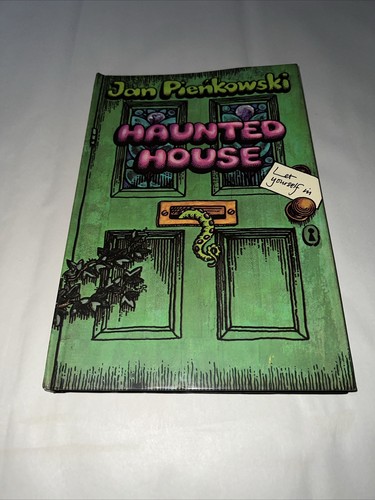 Jan Pieńkowski
HAUNTED
HOUSE
Let
yourself in